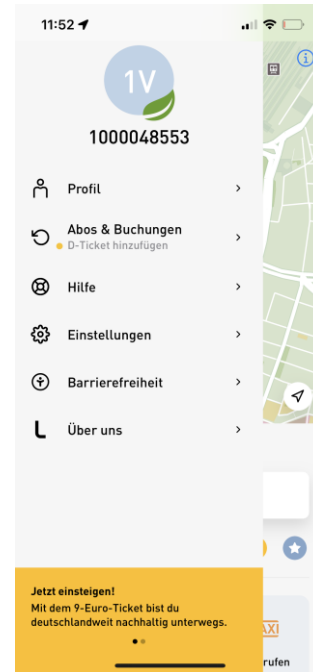 11:52
1V
1000048553
Profil
Abos & Buchungen
D-Ticket hinzufügen
Hilfe
Einstellungen
Barrierefreiheit
L Über uns
Jetzt einsteigen!
Mit dem 9-Euro-Ticket bist du
deutschlandweit nachhaltig unterwegs.
AXI
rufen